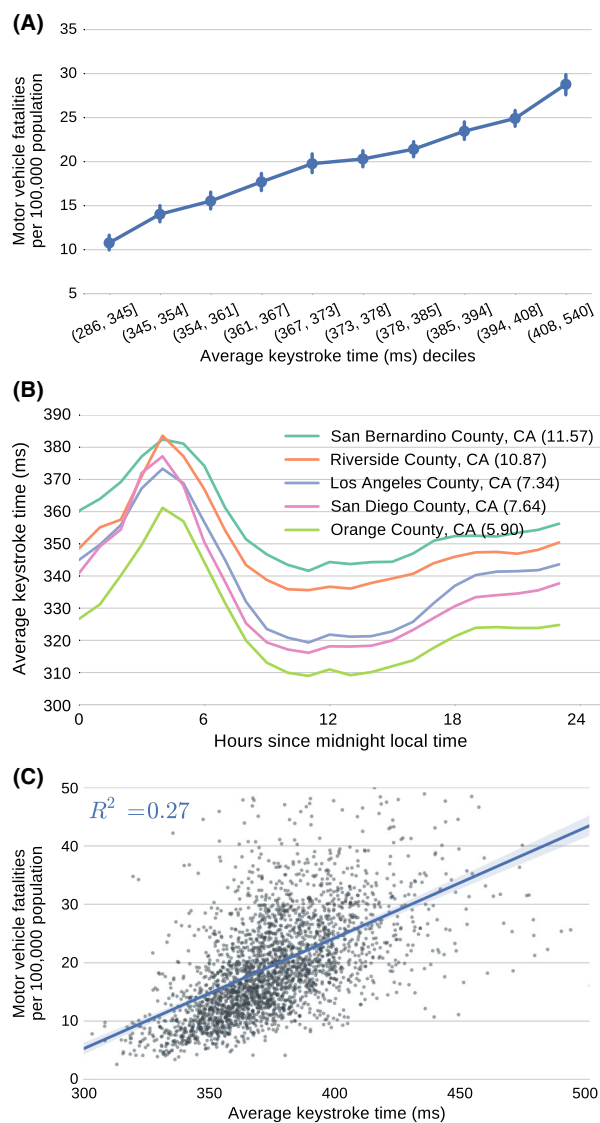 (A)
Motor vehicle fatalities
per 100,000 population
35
30
25
20
15
10
5
(286, 345]
(345, 354]
(354, 361]
(361, 367]
(367, 373]
(373, 378]
(378, 385]
(385, 394]
(394, 408]
(408, 540]
Average keystroke time (ms) deciles
(B)
Average keystroke time (ms)
390
380
370
360
350
340
330
320
310
300
San Bernardino County, CA (11.57)
Riverside County, CA (10.87)
Los Angeles County, CA (7.34)
San Diego County, CA (7.64)
Orange County, CA (5.90)
0 6 12 18 24
Hours since midnight local time
(C)
Motor vehicle fatalities
per 100,000 population
50
40
30
20
10
0
R² = 0.27
300 350 400 450 500
Average keystroke time (ms)